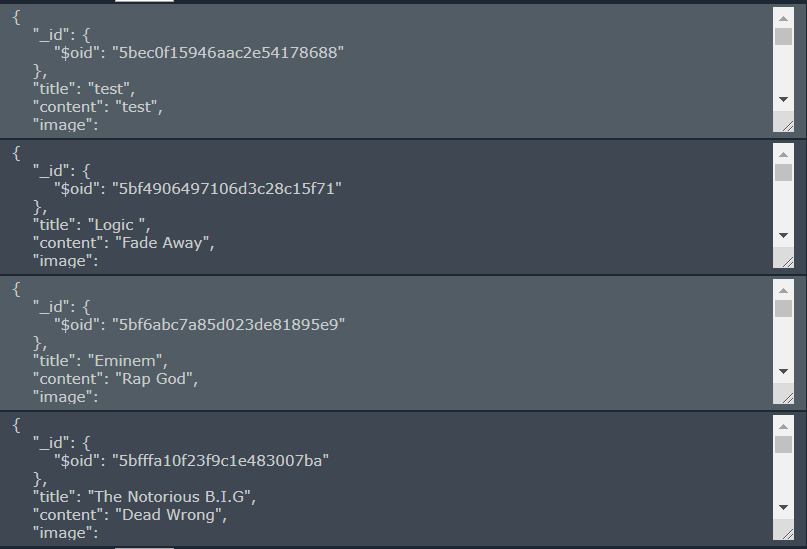 {
"_id": {
"$oid": "5bec0f15946aac2e54178688"
},
"title": "test",
"content": "test",
"image":
{
"_id": {
"$oid": "5bf4906497106d3c28c15f71"
},
"title": "Logic ",
"content": "Fade Away",
"image":
{
"_id": {
"$oid": "5bf6abc7a85d023de81895e9"
},
"title": "Eminem",
"content": "Rap God",
"image":
{
"_id": {
"$oid": "5bfffa10f23f9c1e483007ba"
},
"title": "The Notorious B.I.G",
"content": "Dead Wrong",
"image":